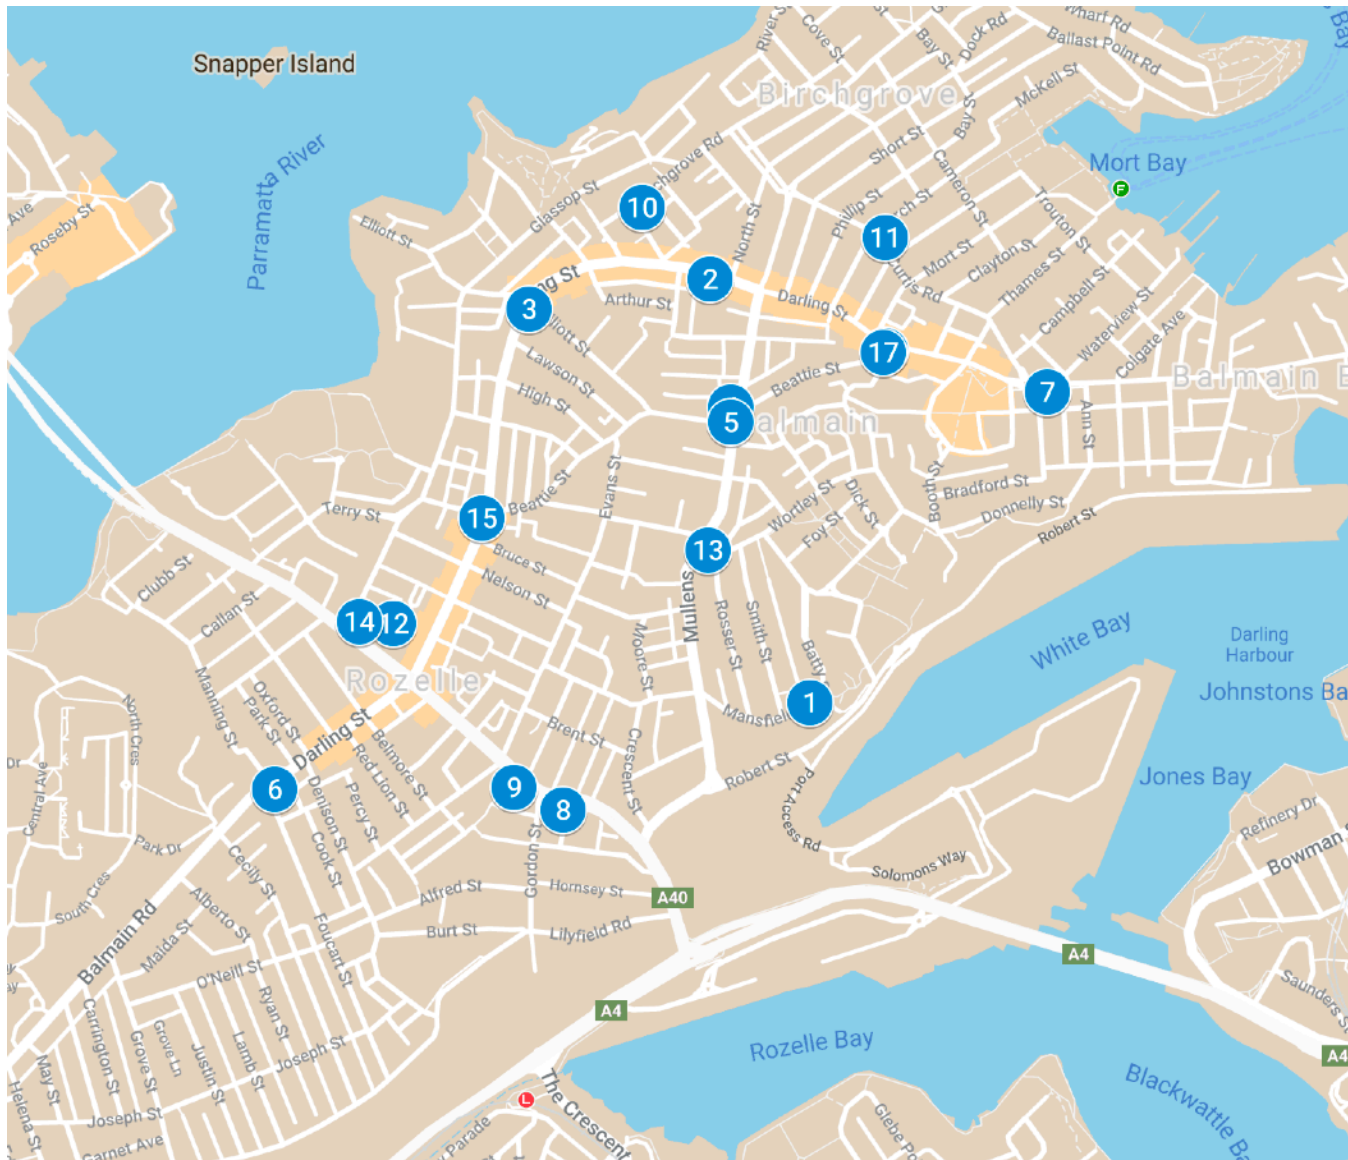 Snapper Island
Parramatta River
Roseby St
Ave
Elliott St
Glassop St
Birchgrove
River St
Cove St
Bay St
Dock Rd
Wharf Rd
Ballast Point Rd
McKell St
Bay St
Short St
Cameron St
Phillip St
Mort St
Clayton St
Trouton St
Thames St
Campbell St
Waterview St
Colgate Ave
Mort Bay
F
10
11
2
3
17
7
5
North St
Darling St
Arthur St
Lawson St
High St
Beattie St
Balmain E
Ann St
Booth St
Bradford St
Donnelly St
Robert St
Evans St
Beattie St
Wortley St
Dick St
Foy St
Terry St
15
13
Bruce St
Nelson St
Clubb St
Callan St
14
12
Rozelle
Mullens
Rosser St
Smith St
Moore St
Batty
1
White Bay
Darling
Harbour
Johnstons Ba
Jones Bay
Manning St
Oxford St
Park St
North Cres
Central Ave
Dr
Darling St
Belmore St
Red Lion St
Percy St
Denison St
Cook St
Brent St
Crescent St
Robert St
Port Access Rd
Solomons Way
Refinery Dr
Bowman
6
9
8
Park Dr
Cecily St
South Cres
Alberto St
Alfred St
Gordon St
Hornsey St
A40
Balmain Rd
Maida St
Foucart St
Burt St
Lilyfield Rd
A4
O'Neill St
Ryan St
A4
Saunders St
Carrington St
Grove St
Grove Ln
Justin St
Lamb St
Joseph St
Rozelle Bay
A4
May St
Helena St
Joseph St
Garnet Ave
L
The Crescent
Parade
Blackwattle Ba
Glebe Po